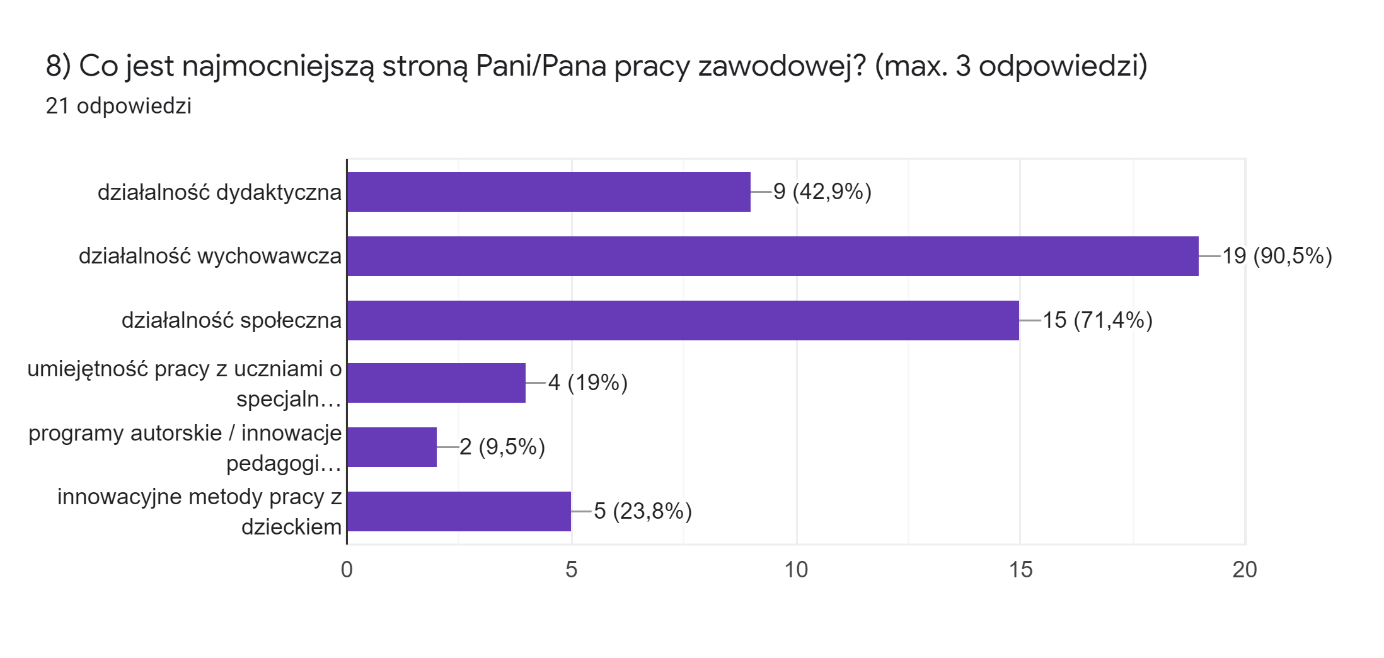 8) Co jest najmocniejszą stroną Pani/Pana pracy zawodowej? (max. 3 odpowiedzi)
21 odpowiedzi
działalność dydaktyczna
9 (42,9%)
działalność wychowawcza
19 (90,5%)
działalność społeczna
15 (71,4%)
umiejętność pracy z uczniami o
specjaln…
4 (19%)
programy autorskie / innowacje
pedagogi…
2 (9,5%)
innowacyjne metody pracy z
dzieckiem
5 (23,8%)
0 5 10 15 20